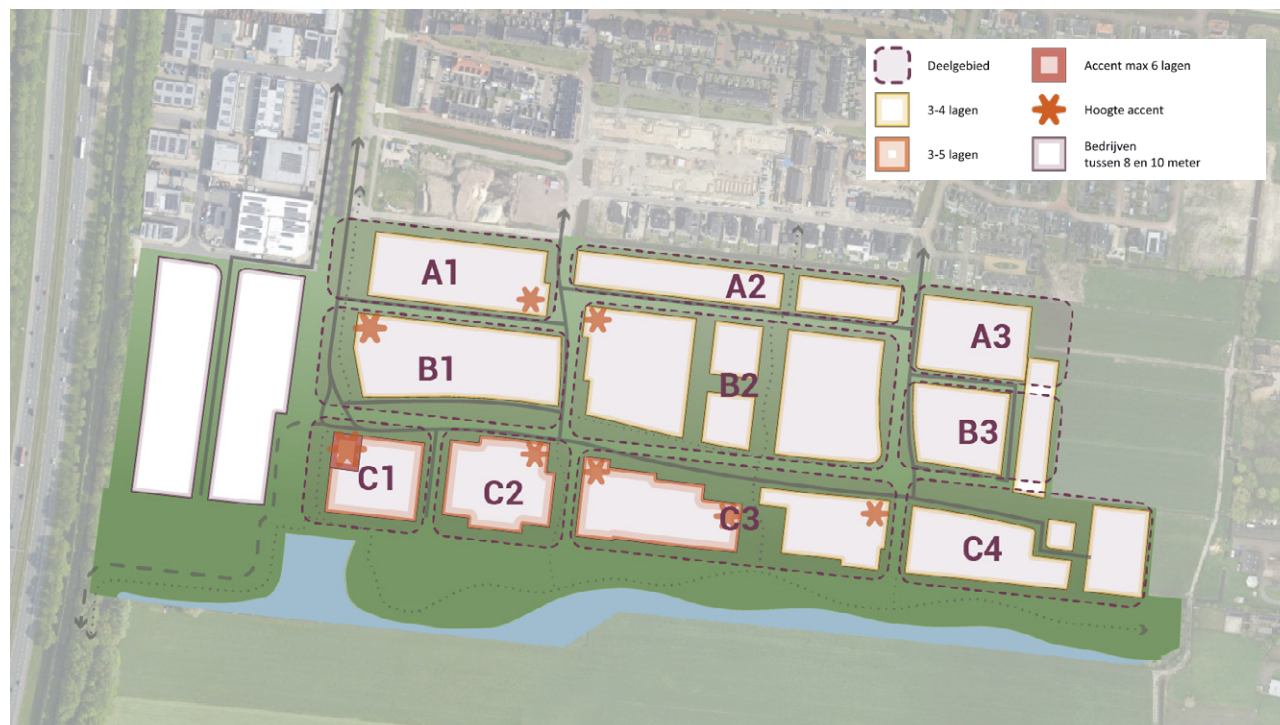 Deelgebied
3-4 lagen
3-5 lagen
Accent max 6 lagen
Hoogte accent
Bedrijven
tussen 8 en 10 meter
A1
A2
A3
B1
B2
B3
C1
C2
C3
C4